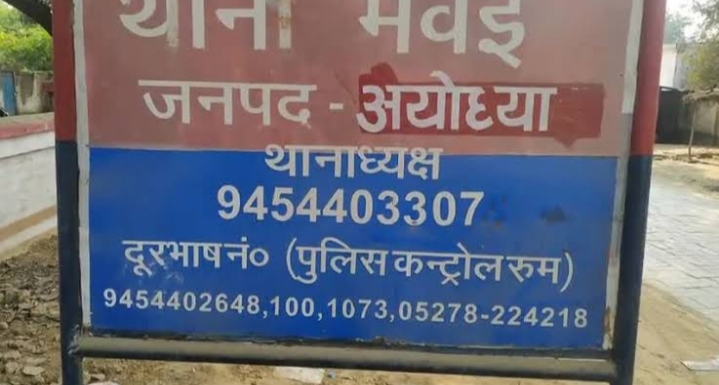 थाना मवई
जनपद - अयोध्या
थानाध्यक्ष
9454403307
दूरभाष नं० (पुलिस कन्ट्रोल रुम)
9454402648,100,1073,05278-224218